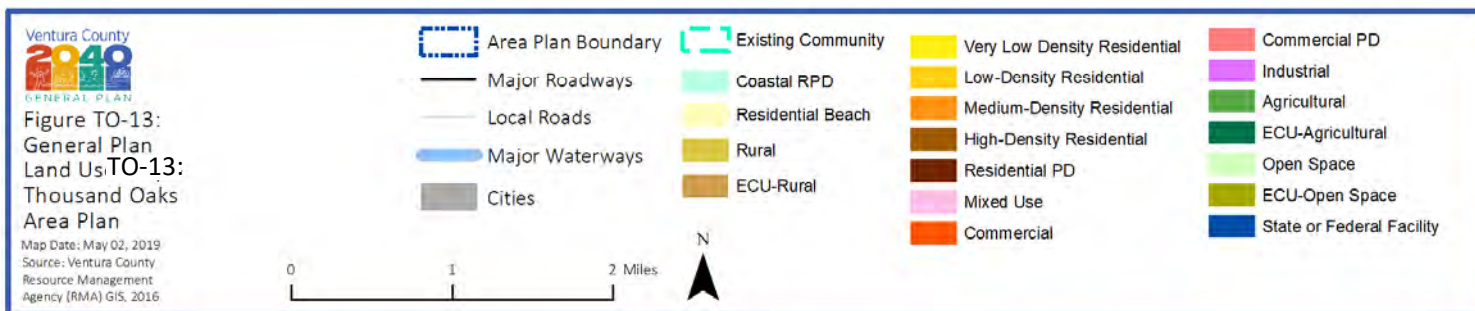 Ventura County
2040
GENERAL PLAN
Figure TO-13:
General Plan
Land Us TO-13:
Thousand Oaks
Area Plan
Map Date: May 02, 2019
Source: Ventura County
Resource Management
Agency (RMA) GIS, 2016
Area Plan Boundary
Major Roadways
Local Roads
Major Waterways
Cities
0 1 2 Miles
Existing Community
Coastal RPD
Residential Beach
Rural
ECU-Rural
N
Very Low Density Residential
Low-Density Residential
Medium-Density Residential
High-Density Residential
Residential PD
Mixed Use
Commercial
Commercial PD
Industrial
Agricultural
ECU-Agricultural
Open Space
ECU-Open Space
State or Federal Facility